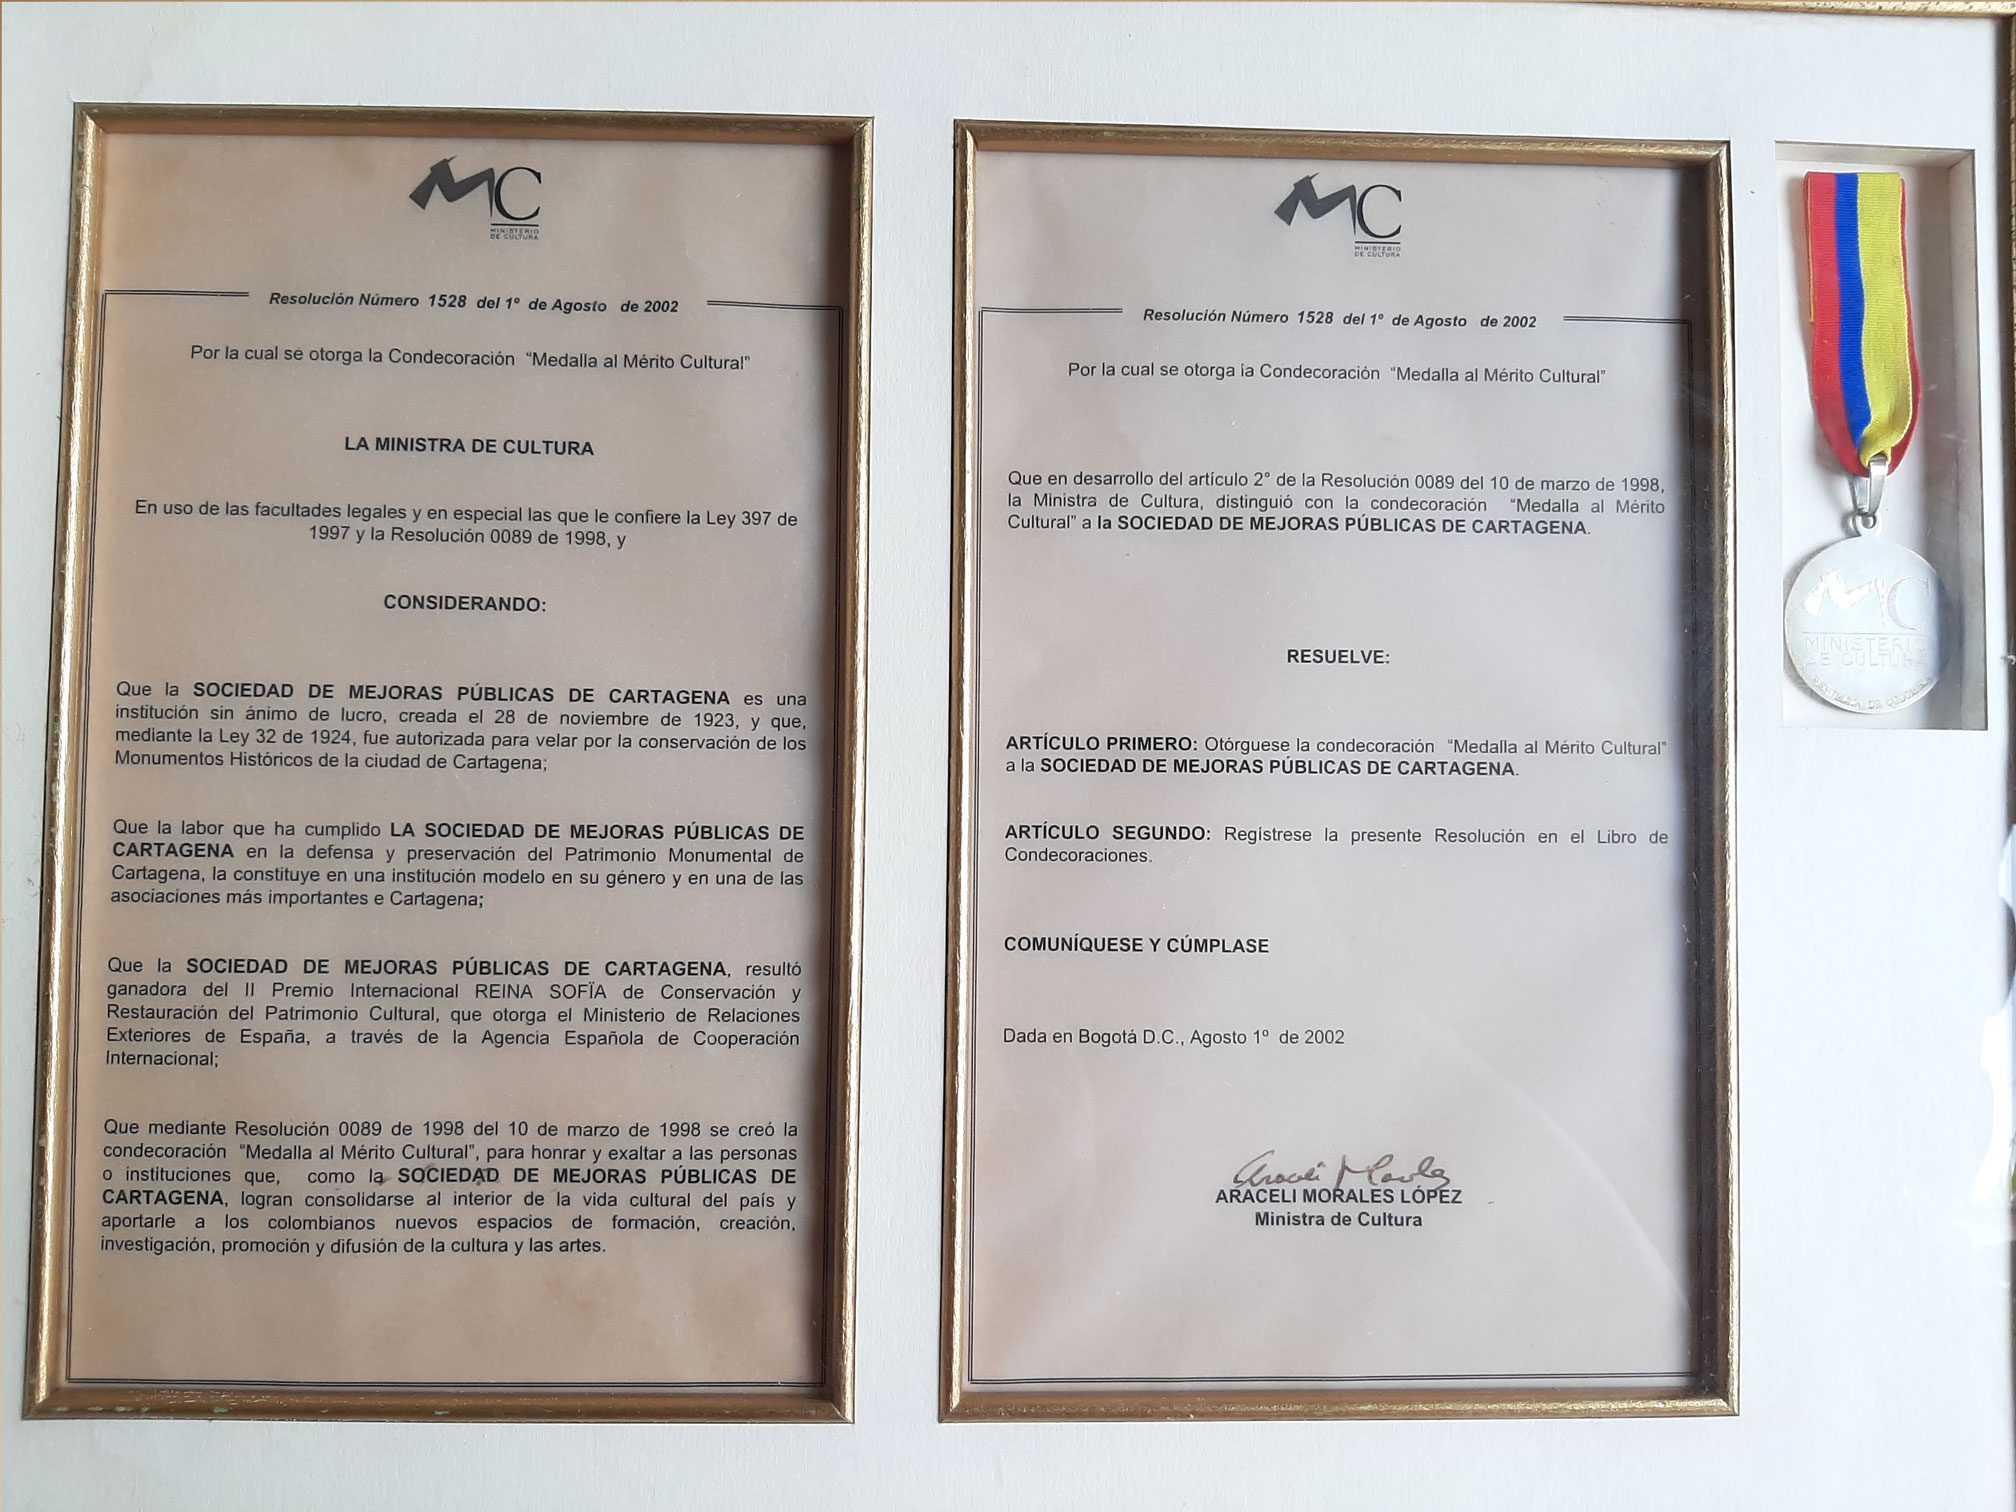 MC
MINISTERIO
DE CULTURA
Resolución Número 1528 del 1º de Agosto de 2002
Por la cual se otorga la Condecoración “Medalla al Mérito Cultural”
LA MINISTRA DE CULTURA
En uso de las facultades legales y en especial las que le confiere la Ley 397 de
1997 y la Resolución 0089 de 1998, y
CONSIDERANDO:
Que la SOCIEDAD DE MEJORAS PÚBLICAS DE CARTAGENA es una
institución sin ánimo de lucro, creada el 28 de noviembre de 1923, y que,
mediante la Ley 32 de 1924, fue autorizada para velar por la conservación de los
Monumentos Históricos de la ciudad de Cartagena;
Que la labor que ha cumplido LA SOCIEDAD DE MEJORAS PÚBLICAS DE
CARTAGENA en la defensa y preservación del Patrimonio Monumental de
Cartagena, la constituye en una institución modelo en su género y en una de las
asociaciones más importantes e Cartagena;
Que la SOCIEDAD DE MEJORAS PÚBLICAS DE CARTAGENA, resultó
ganadora del II Premio Internacional REINA SOFÏA de Conservación y
Restauración del Patrimonio Cultural, que otorga el Ministerio de Relaciones
Exteriores de España, a través de la Agencia Española de Cooperación
Internacional;
Que mediante Resolución 0089 de 1998 del 10 de marzo de 1998 se creó la
condecoración “Medalla al Mérito Cultural”, para honrar y exaltar a las personas
o instituciones que, como la SOCIEDAD DE MEJORAS PÚBLICAS DE
CARTAGENA, logran consolidarse al interior de la vida cultural del país y
aportarle a los colombianos nuevos espacios de formación, creación,
investigación, promoción y difusión de la cultura y las artes.
MC
MINISTERIO
DE CULTURA
Resolución Número 1528 del 1º de Agosto de 2002
Por la cual se otorga la Condecoración “Medalla al Mérito Cultural”
Que en desarrollo del artículo 2° de la Resolución 0089 del 10 de marzo de 1998,
la Ministra de Cultura, distinguió con la condecoración “Medalla al Mérito
Cultural” a la SOCIEDAD DE MEJORAS PÚBLICAS DE CARTAGENA.
RESUELVE:
ARTÍCULO PRIMERO: Otórguese la condecoración “Medalla al Mérito Cultural”
a la SOCIEDAD DE MEJORAS PÚBLICAS DE CARTAGENA.
ARTÍCULO SEGUNDO: Regístrese la presente Resolución en el Libro de
Condecoraciones.
COMUNÍQUESE Y CÚMPLASE
Dada en Bogotá D.C., Agosto 1º de 2002
Araceli Morales
ARACELI MORALES LÓPEZ
Ministra de Cultura
MC
MINISTERIO
DE CULTURA
REPUBLICA DE COLOMBIA